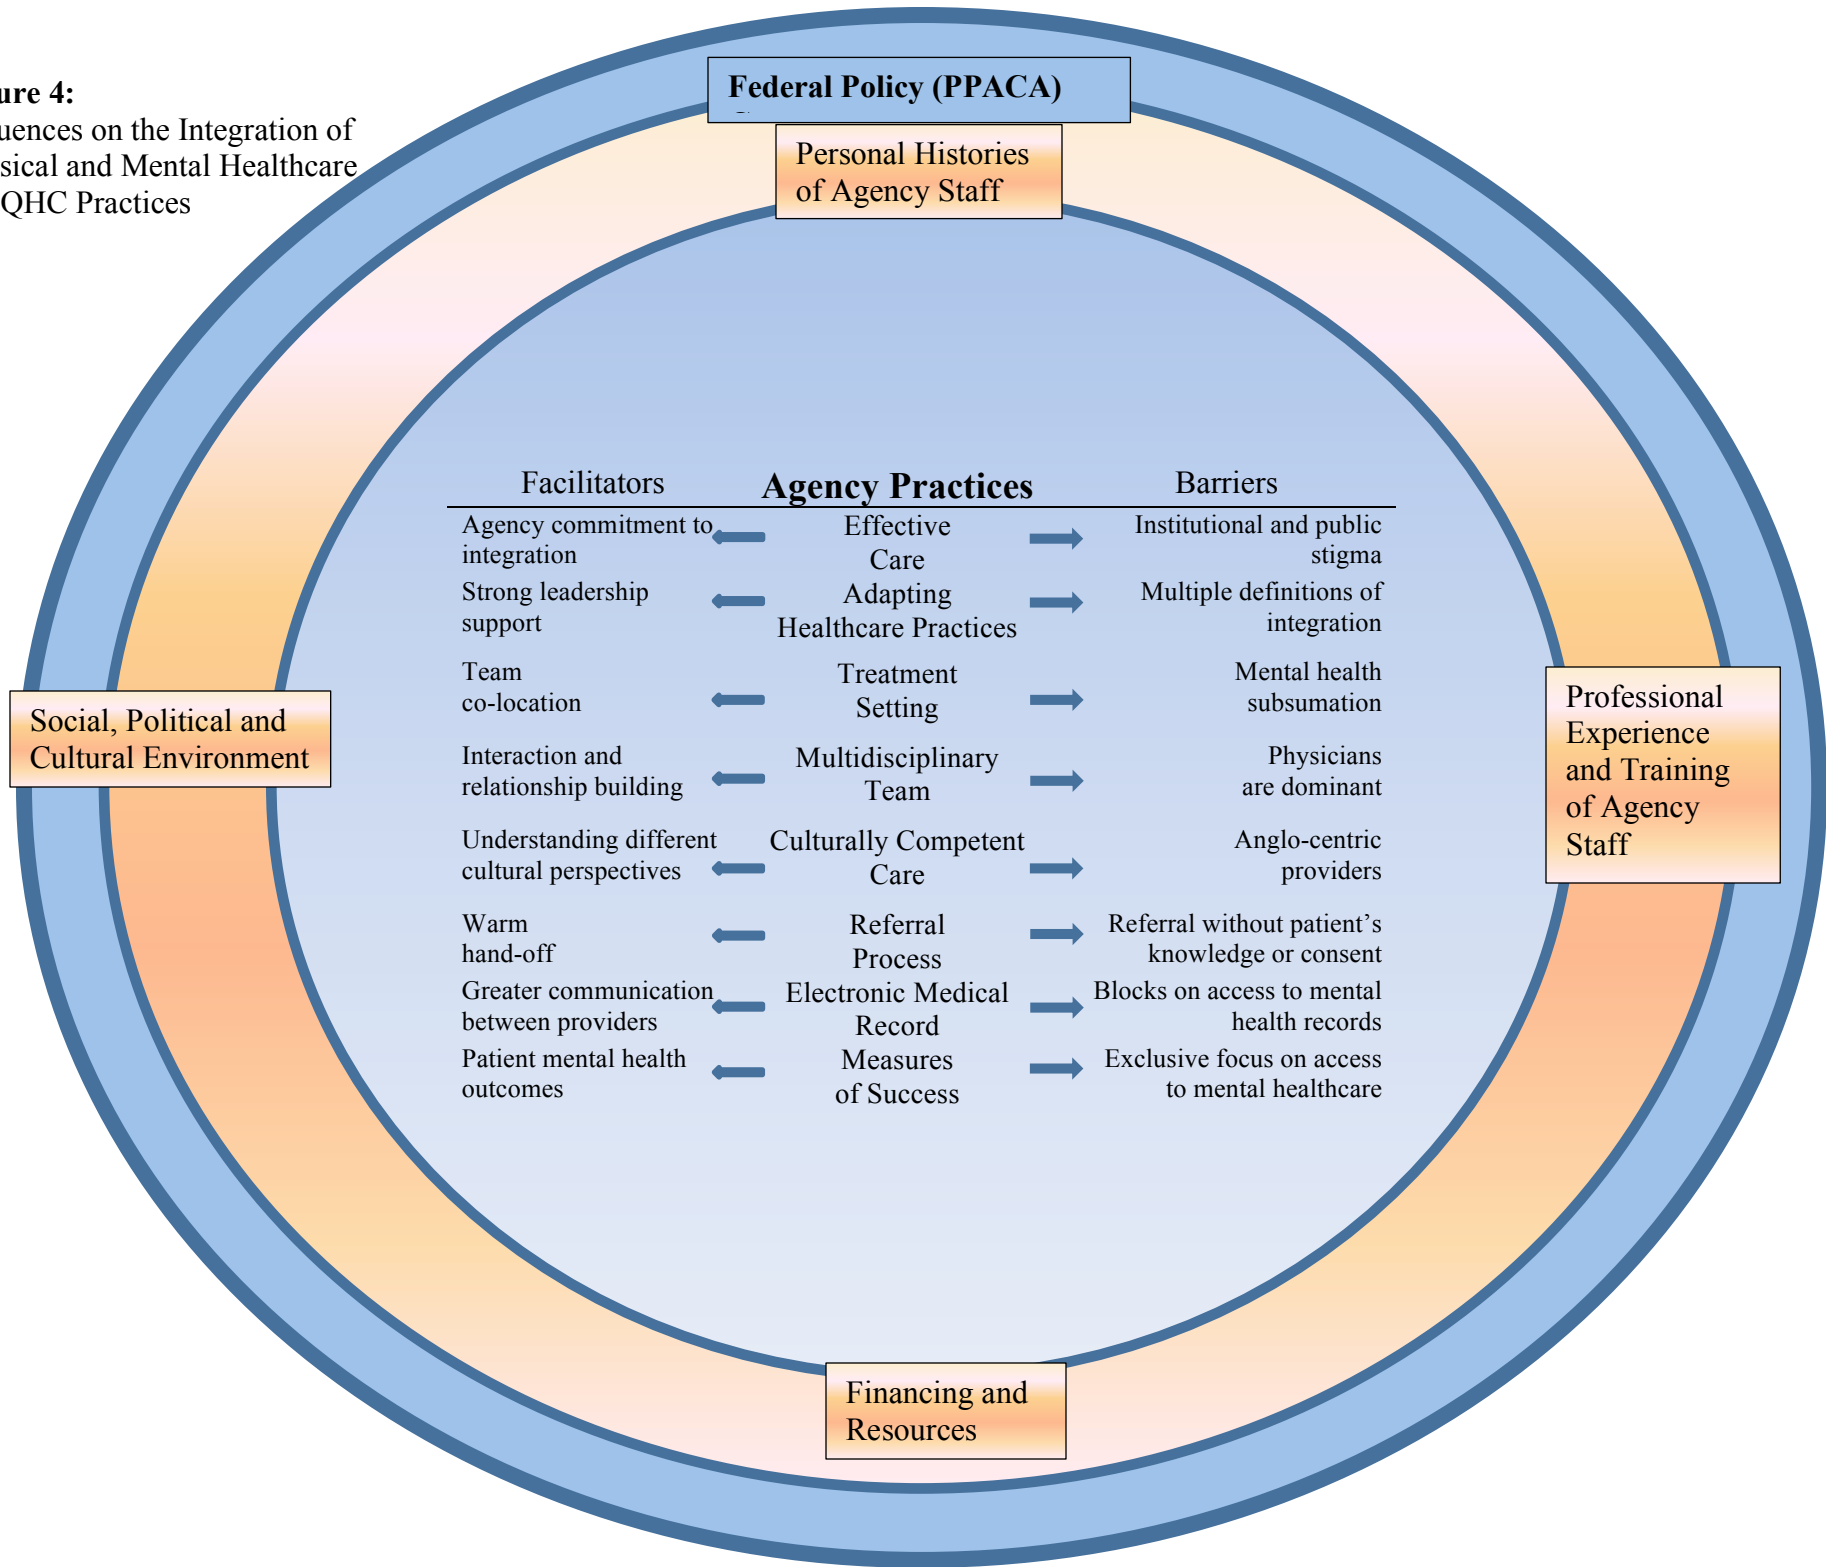 ure 4:
uences on the Integration of
sical and Mental Healthcare
QHC Practices
Federal Policy (PPACA)
Personal Histories
of Agency Staff
Social, Political and
Cultural Environment
Professional
Experience
and Training
of Agency
Staff
Financing and
Resources
Facilitators Agency Practices Barriers
Agency commitment to
integration
Effective
Care
Institutional and public
stigma
Strong leadership
support
Adapting
Healthcare Practices
Multiple definitions of
integration
Team
co-location
Treatment
Setting
Mental health
subsumation
Interaction and
relationship building
Multidisciplinary
Team
Physicians
are dominant
Understanding different
cultural perspectives
Culturally Competent
Care
Anglo-centric
providers
Warm
hand-off
Referral
Process
Referral without patient’s
knowledge or consent
Greater communication
between providers
Electronic Medical
Record
Blocks on access to mental
health records
Patient mental health
outcomes
Measures
of Success
Exclusive focus on access
to mental healthcare